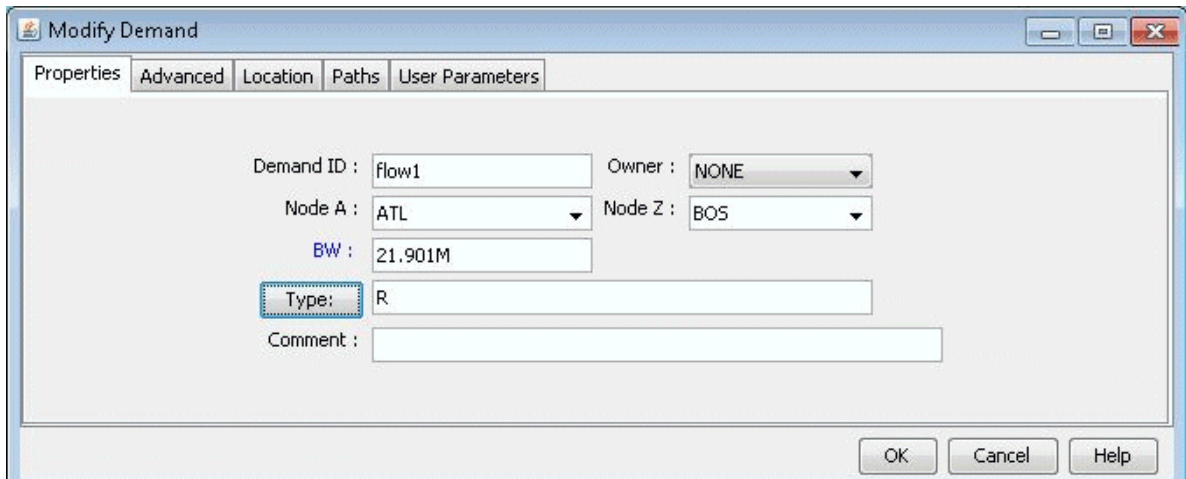 Modify Demand
Properties Advanced Location Paths User Parameters
Demand ID : flow1 Owner : NONE
Node A : ATL Node Z : BOS
BW : 21.901M
Type: R
Comment :
OK Cancel Help